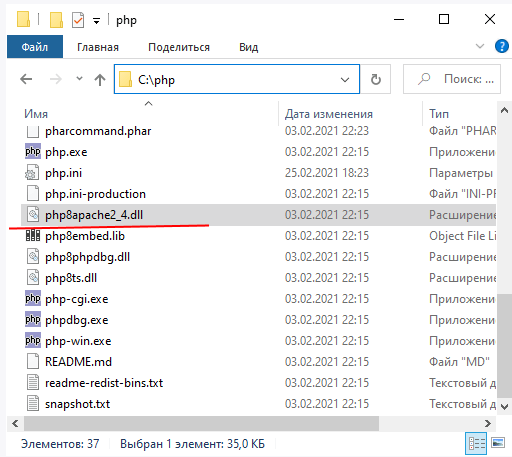 php
Файл Главная Поделиться Вид
C:\php Поиск: ...
Имя Дата изменения Тип
pharcommand.phar 03.02.2021 22:23 Файл "PHAR
php.exe 03.02.2021 22:15 Приложени
php.ini 25.02.2021 18:23 Параметры
php.ini-production 03.02.2021 22:15 Файл "INI-PR
php8apache2_4.dll 03.02.2021 22:15 Расширение
php8embed.lib 03.02.2021 22:15 Object File Li
php8phpdbg.dll 03.02.2021 22:15 Расширение
php8ts.dll 03.02.2021 22:15 Расширение
php-cgi.exe 03.02.2021 22:15 Приложени
phpdbg.exe 03.02.2021 22:15 Приложени
php-win.exe 03.02.2021 22:15 Приложени
README.md 03.02.2021 22:15 Файл "MD"
readme-redist-bins.txt 03.02.2021 22:15 Текстовый д
snapshot.txt 03.02.2021 22:15 Текстовый д
Элементов: 37 Выбран 1 элемент: 35,0 КБ